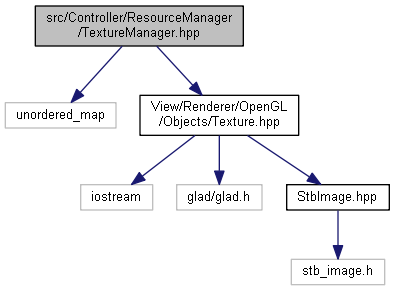 src/Controller/ResourceManager
/TextureManager.hpp
unordered_map
View/Renderer/OpenGL
/Objects/Texture.hpp
iostream
glad/glad.h
StbImage.hpp
stb_image.h